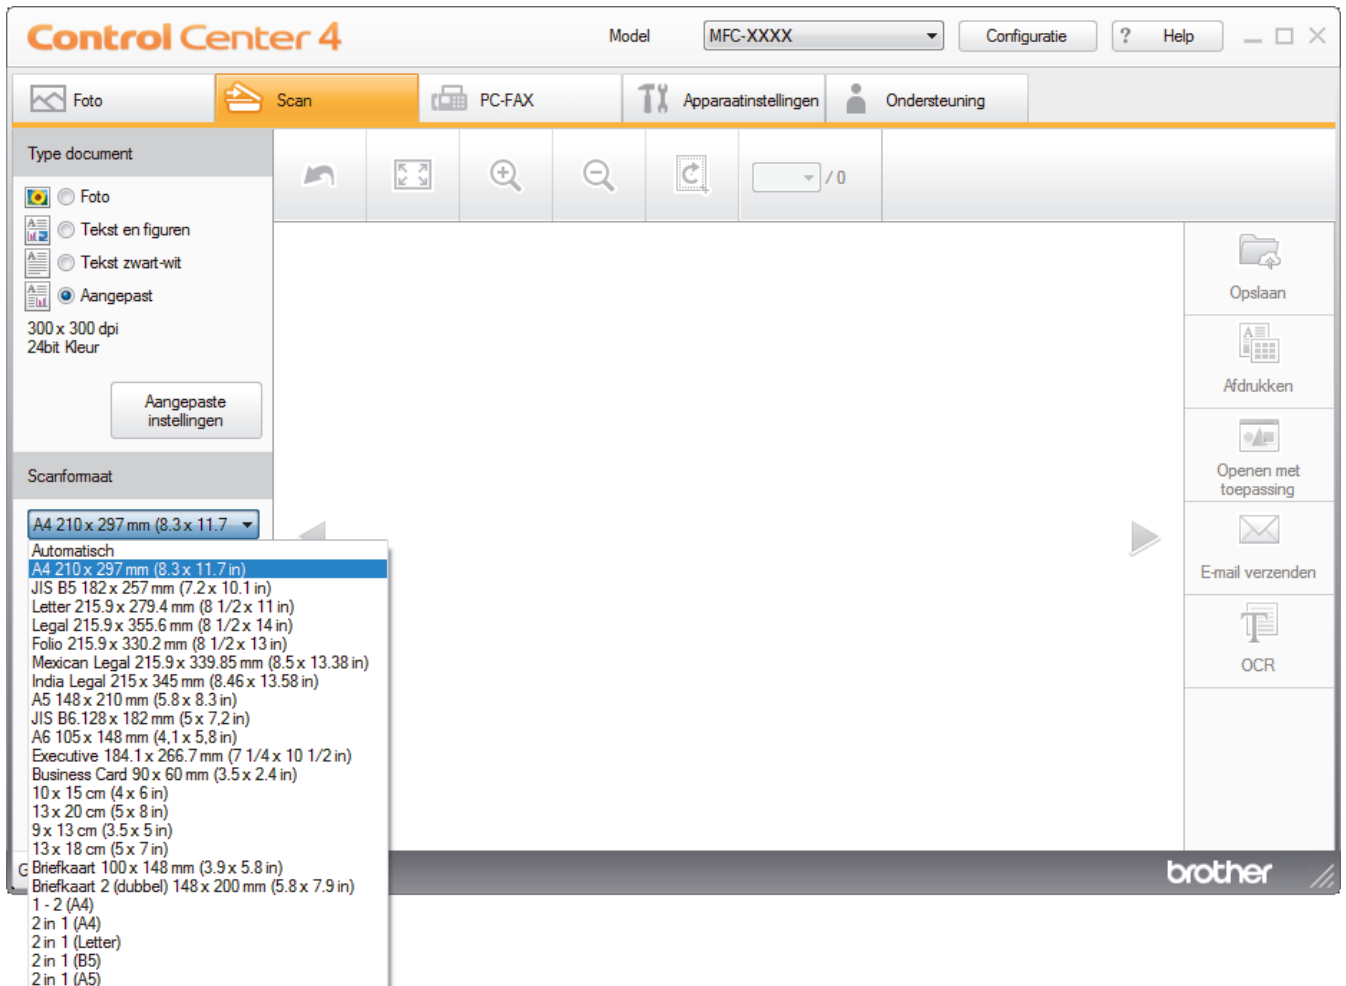 Control Center 4
Model
MFC-XXXX
Configuratie
? Help
Foto
Scan
PC-FAX
Apparaatinstellingen
Ondersteuning
Type document
Foto
Tekst en figuren
Tekst zwart-wit
Aangepast
300 x 300 dpi
24bit Kleur
Aangepaste
instellingen
/ 0
Scanformaat
A4 210 x 297 mm (8.3 x 11.7
Automatisch
A4 210 x 297 mm (8.3 x 11.7 in)
JIS B5 182 x 257 mm (7.2 x 10.1 in)
Letter 215.9 x 279.4 mm (8 1/2 x 11 in)
Legal 215.9 x 355.6 mm (8 1/2 x 14 in)
Folio 215.9 x 330.2 mm (8 1/2 x 13 in)
Mexican Legal 215.9 x 339.85 mm (8.5 x 13.38 in)
India Legal 215 x 345 mm (8.46 x 13.58 in)
A5 148 x 210 mm (5.8 x 8.3 in)
JIS B6.128 x 182 mm (5 x 7,2 in)
A6 105 x 148 mm (4,1 x 5,8 in)
Executive 184.1 x 266.7 mm (7 1/4 x 10 1/2 in)
Business Card 90 x 60 mm (3.5 x 2.4 in)
10 x 15 cm (4 x 6 in)
13 x 20 cm (5 x 8 in)
9 x 13 cm (3.5 x 5 in)
13 x 18 cm (5 x 7 in)
Briefkaart 100 x 148 mm (3.9 x 5.8 in)
Briefkaart 2 (dubbel) 148 x 200 mm (5.8 x 7.9 in)
1 - 2 (A4)
2 in 1 (A4)
2 in 1 (Letter)
2 in 1 (B5)
2 in 1 (A5)
Opslaan
Afdrukken
Openen met
toepassing
E-mail verzenden
OCR
brother